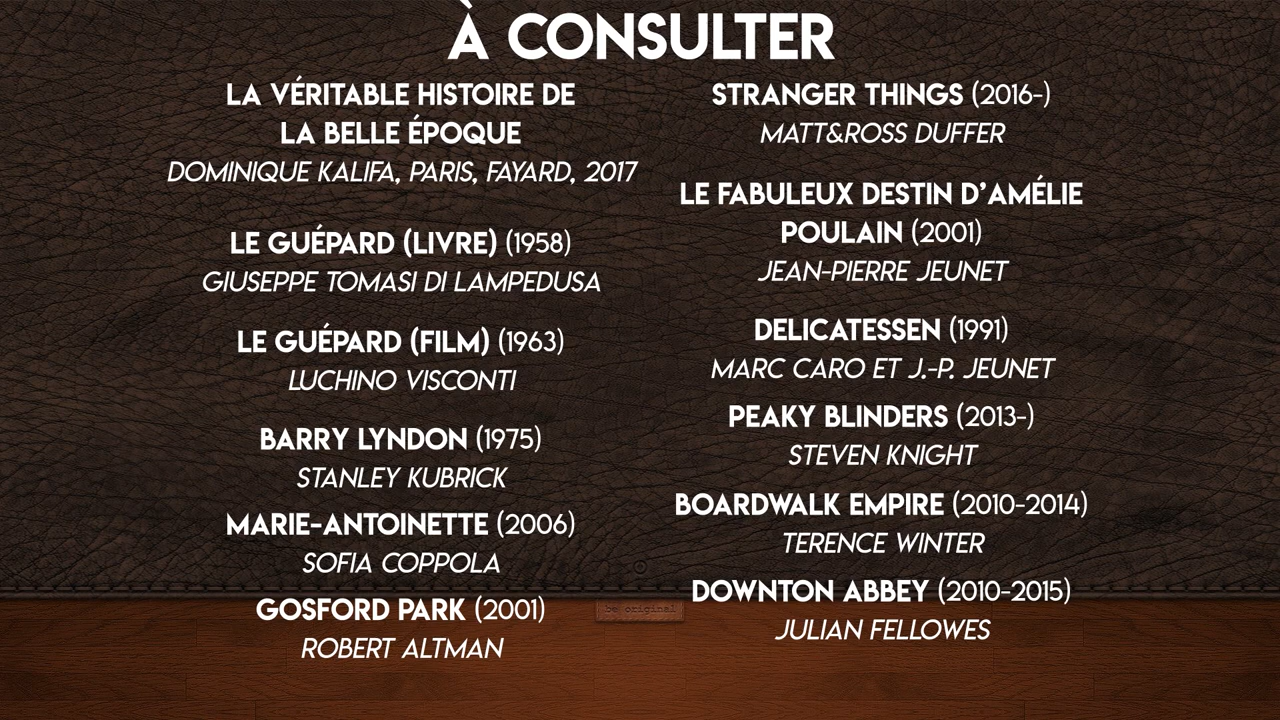 À CONSULTER
LA VÉRITABLE HISTOIRE DE
LA BELLE ÉPOQUE
DOMINIQUE KALIFA, PARIS, FAYARD, 2017
LE GUÉPARD (LIVRE) (1958)
GIUSEPPE TOMASI DI LAMPEDUSA
LE GUÉPARD (FILM) (1963)
LUCHINO VISCONTI
BARRY LYNDON (1975)
STANLEY KUBRICK
MARIE-ANTOINETTE (2006)
SOFIA COPPOLA
GOSFORD PARK (2001)
ROBERT ALTMAN
STRANGER THINGS (2016-)
MATT&ROSS DUFFER
LE FABULEUX DESTIN D'AMÉLIE
POULAIN (2001)
JEAN-PIERRE JEUNET
DELICATESSEN (1991)
MARC CARO ET J.-P. JEUNET
PEAKY BLINDERS (2013-)
STEVEN KNIGHT
BOARDWALK EMPIRE (2010-2014)
TERENCE WINTER
DOWNTON ABBEY (2010-2015)
JULIAN FELLOWES
be original